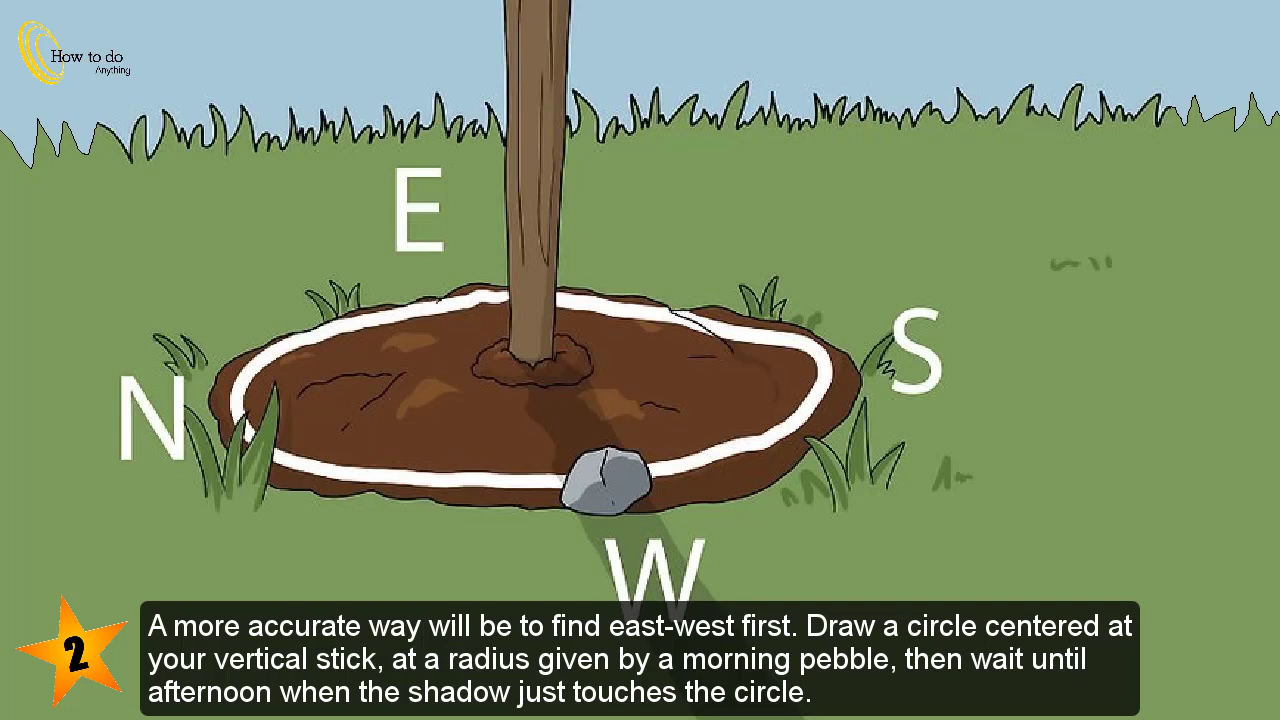 How to do
Anything
E
S
N
W
2
A more accurate way will be to find east-west first. Draw a circle centered at
your vertical stick, at a radius given by a morning pebble, then wait until
afternoon when the shadow just touches the circle.